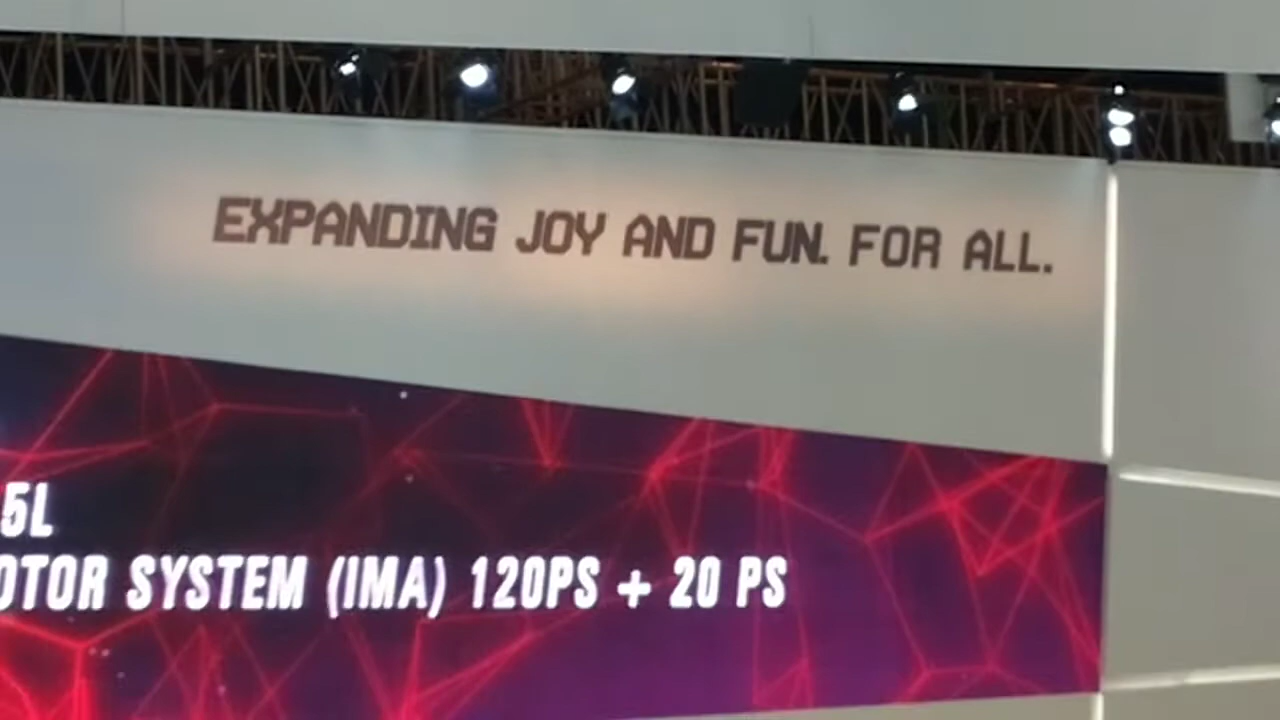 EXPANDING JOY AND FUN. FOR ALL.
5L
OTOR SYSTEM (IMA) 120PS + 20 PS